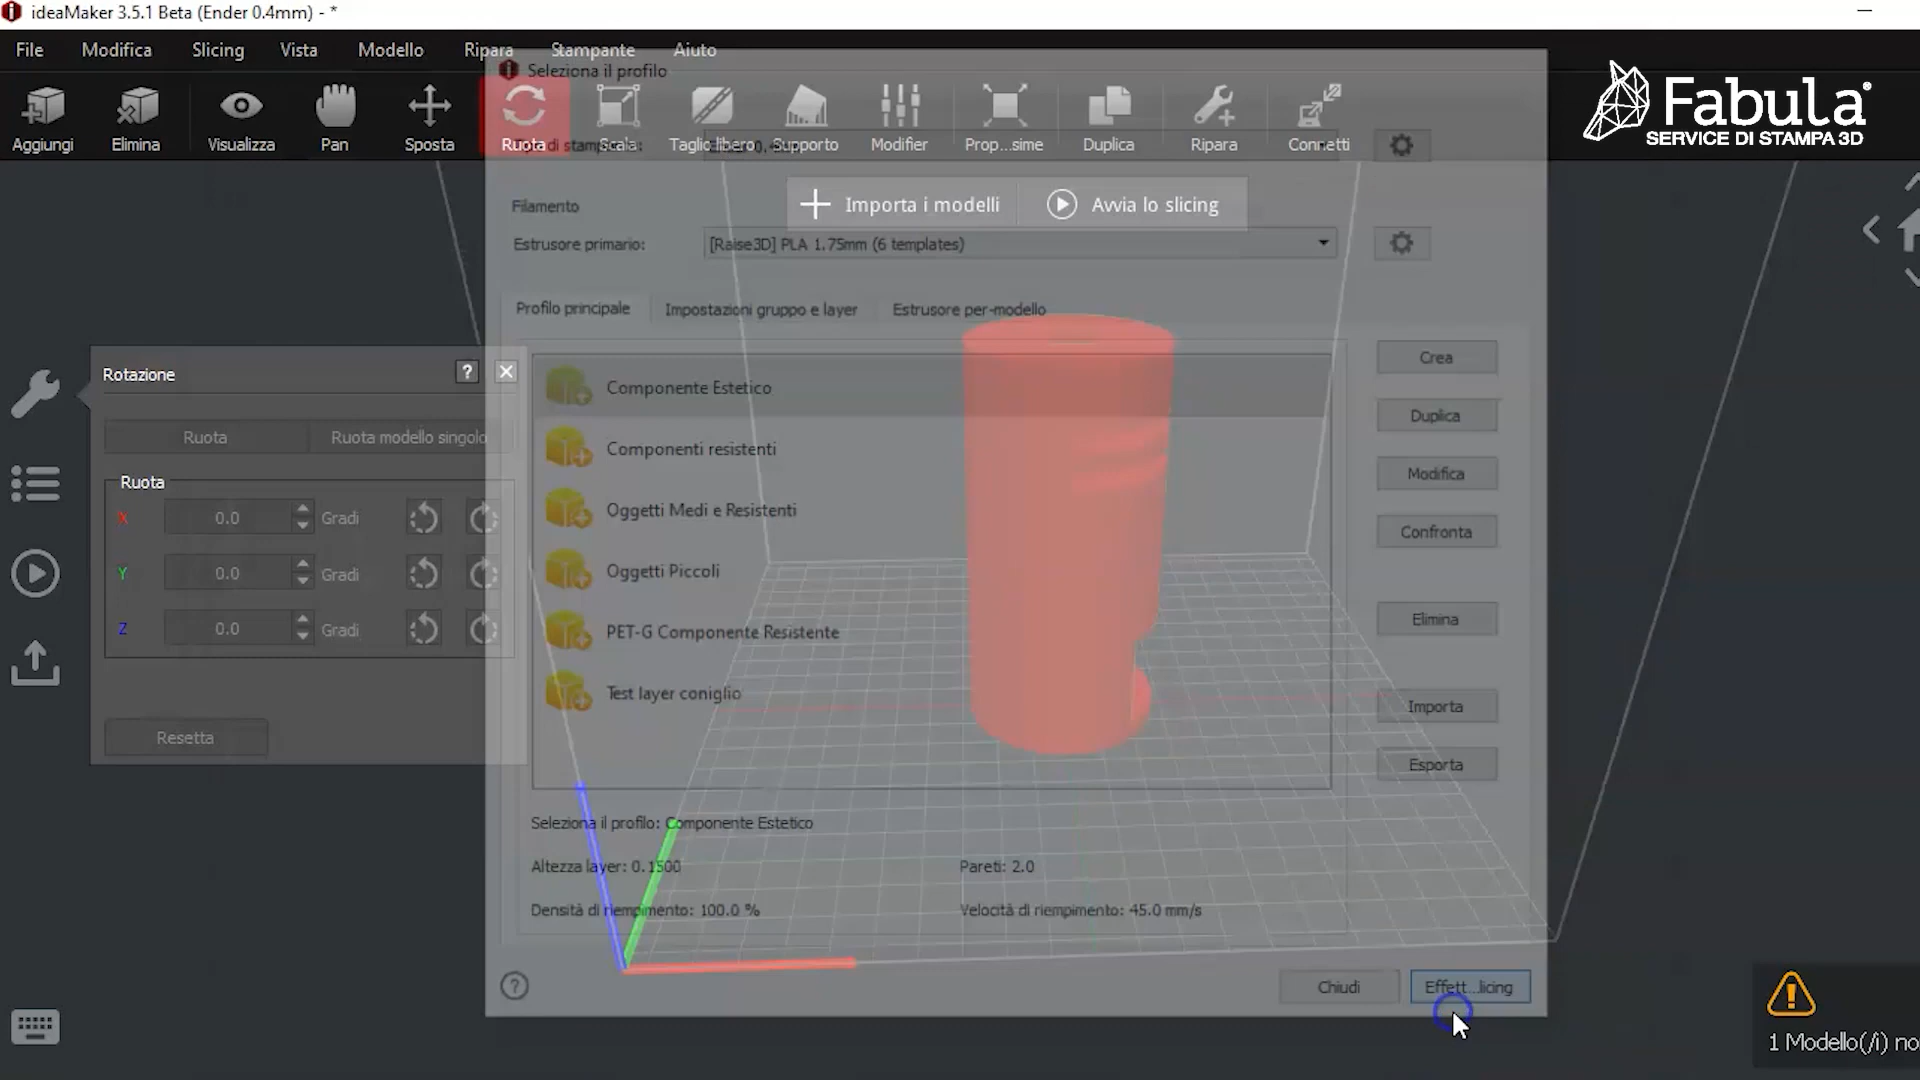 ideaMaker 3.5.1 Beta (Ender 0.4mm) - *
File Modifica Slicing Vista Modello Ripara Stampante Aiuto
Seleziona il profilo
Fabula
SERVICE DI STAMPA 3D
Aggiungi Elimina Visualizza Pan Sposta Ruota Scala Taglio libero Supporto Modifier Prop...sime Duplica Ripara Connetti
Importa i modelli Avvia lo slicing
Filamento
Estrusore primario: [Raise3D] PLA 1.75mm (6 templates)
Profilo principale Impostazioni gruppo e layer Estrusore per-modello
Rotazione ?
Ruota Ruota modello singolo
Ruota
X 0.0 Gradi
Y 0.0 Gradi
Z 0.0 Gradi
Resetta
Componente Estetico
Componenti resistenti
Oggetti Medi e Resistenti
Oggetti Piccoli
PET-G Componente Resistente
Test layer coniglio
Crea
Duplica
Modifica
Confronta
Elimina
Importa
Esporta
Seleziona il profilo: Componente Estetico
Altezza layer: 0.1500 Pareti: 2.0
Densità di riempimento: 100.0 % Velocità di riempimento: 45.0 mm/s
? Chiudi Effett...licing
1 Modello(/i) no